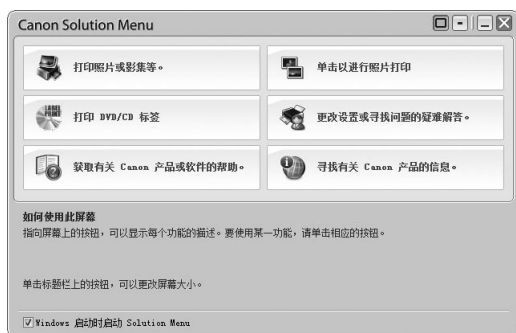 Canon Solution Menu
打印照片或影集等。
单击以进行照片打印
打印 DVD/CD 标签
更改设置或寻找问题的疑难解答。
获取有关 Canon 产品或软件的帮助。
寻找有关 Canon 产品的信息。
如何使用此屏幕
指向屏幕上的按钮，可以显示每个功能的描述。要使用某一功能，请单击相应的按钮。
单击标题栏上的按钮，可以更改屏幕大小。
Windows 启动时启动 Solution Menu